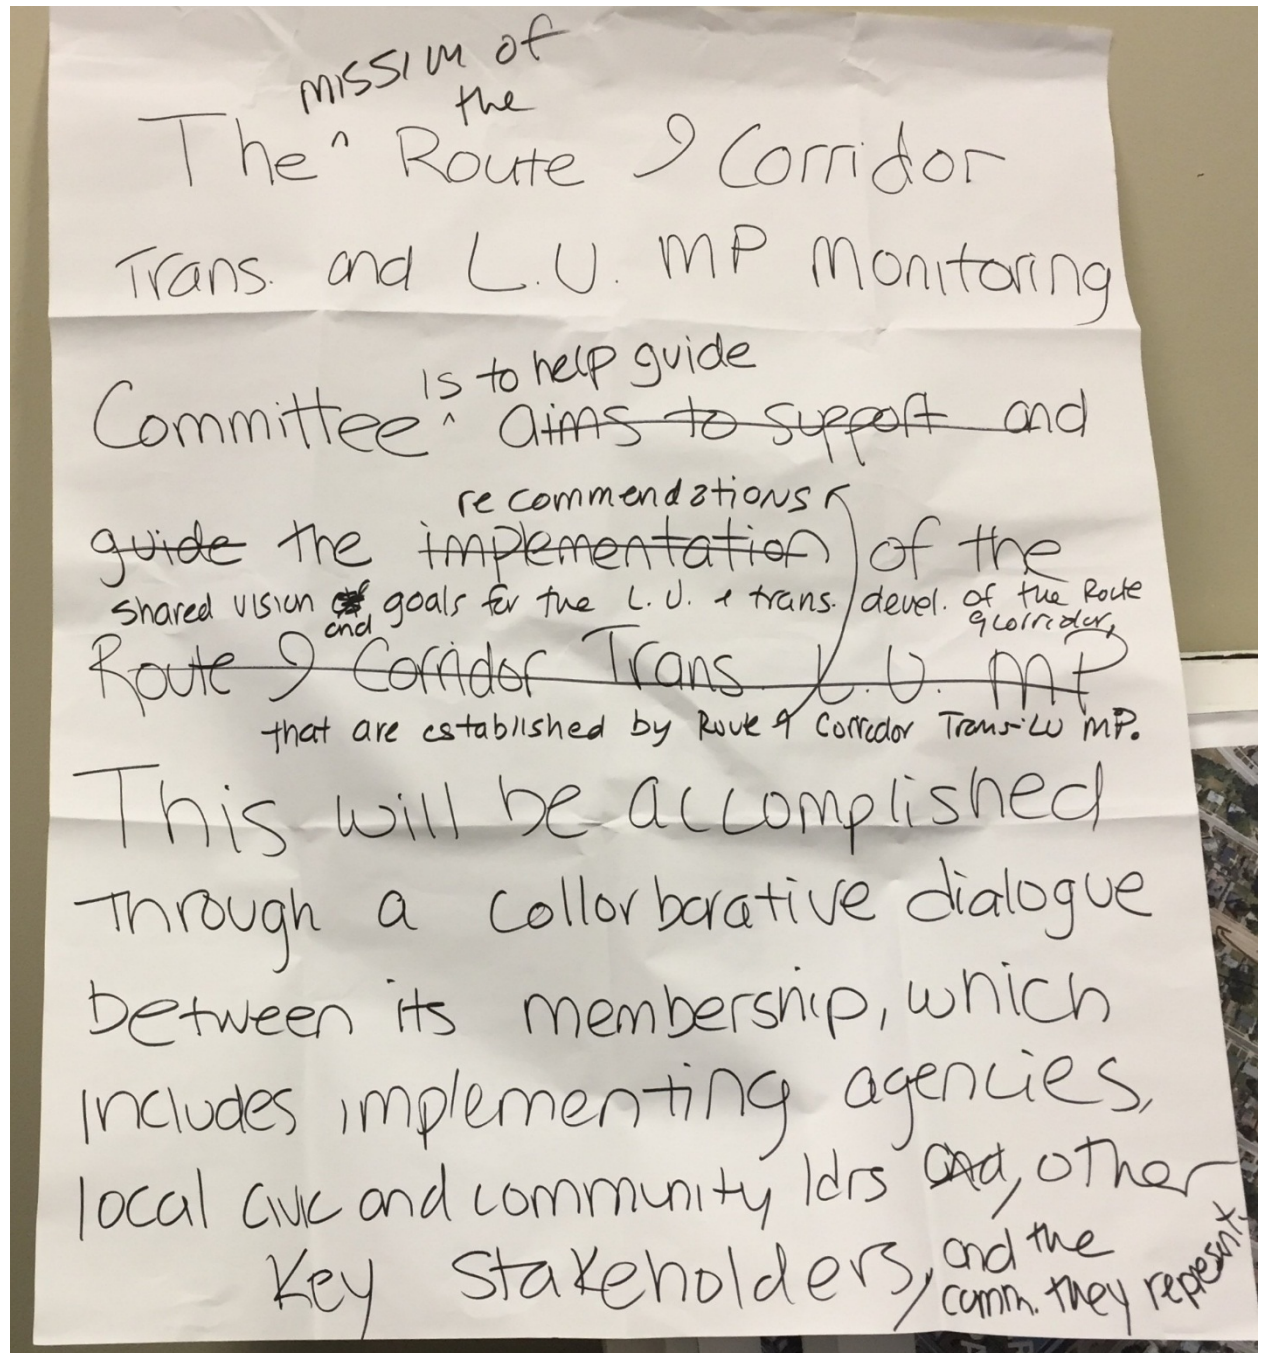 mission of
the
The ^ Route 9 Corridor
Trans. and L.U. MP Monitoring
is to help guide
Committee ^ aims to support and
recommendations
guide the implementation of the
shared vision of goals for the L.U. + trans. devel. of the Route
and
9 Corridor,
Route 9 Corridor Trans. L.U. MP
that are established by Route 9 Corridor Trans-LU MP.
This will be accomplished
Through a collorborative dialogue
between its membership, which
includes implementing agencies,
local civic and community ldrs and, other
Key Stakeholders, and the
comm. they represent.